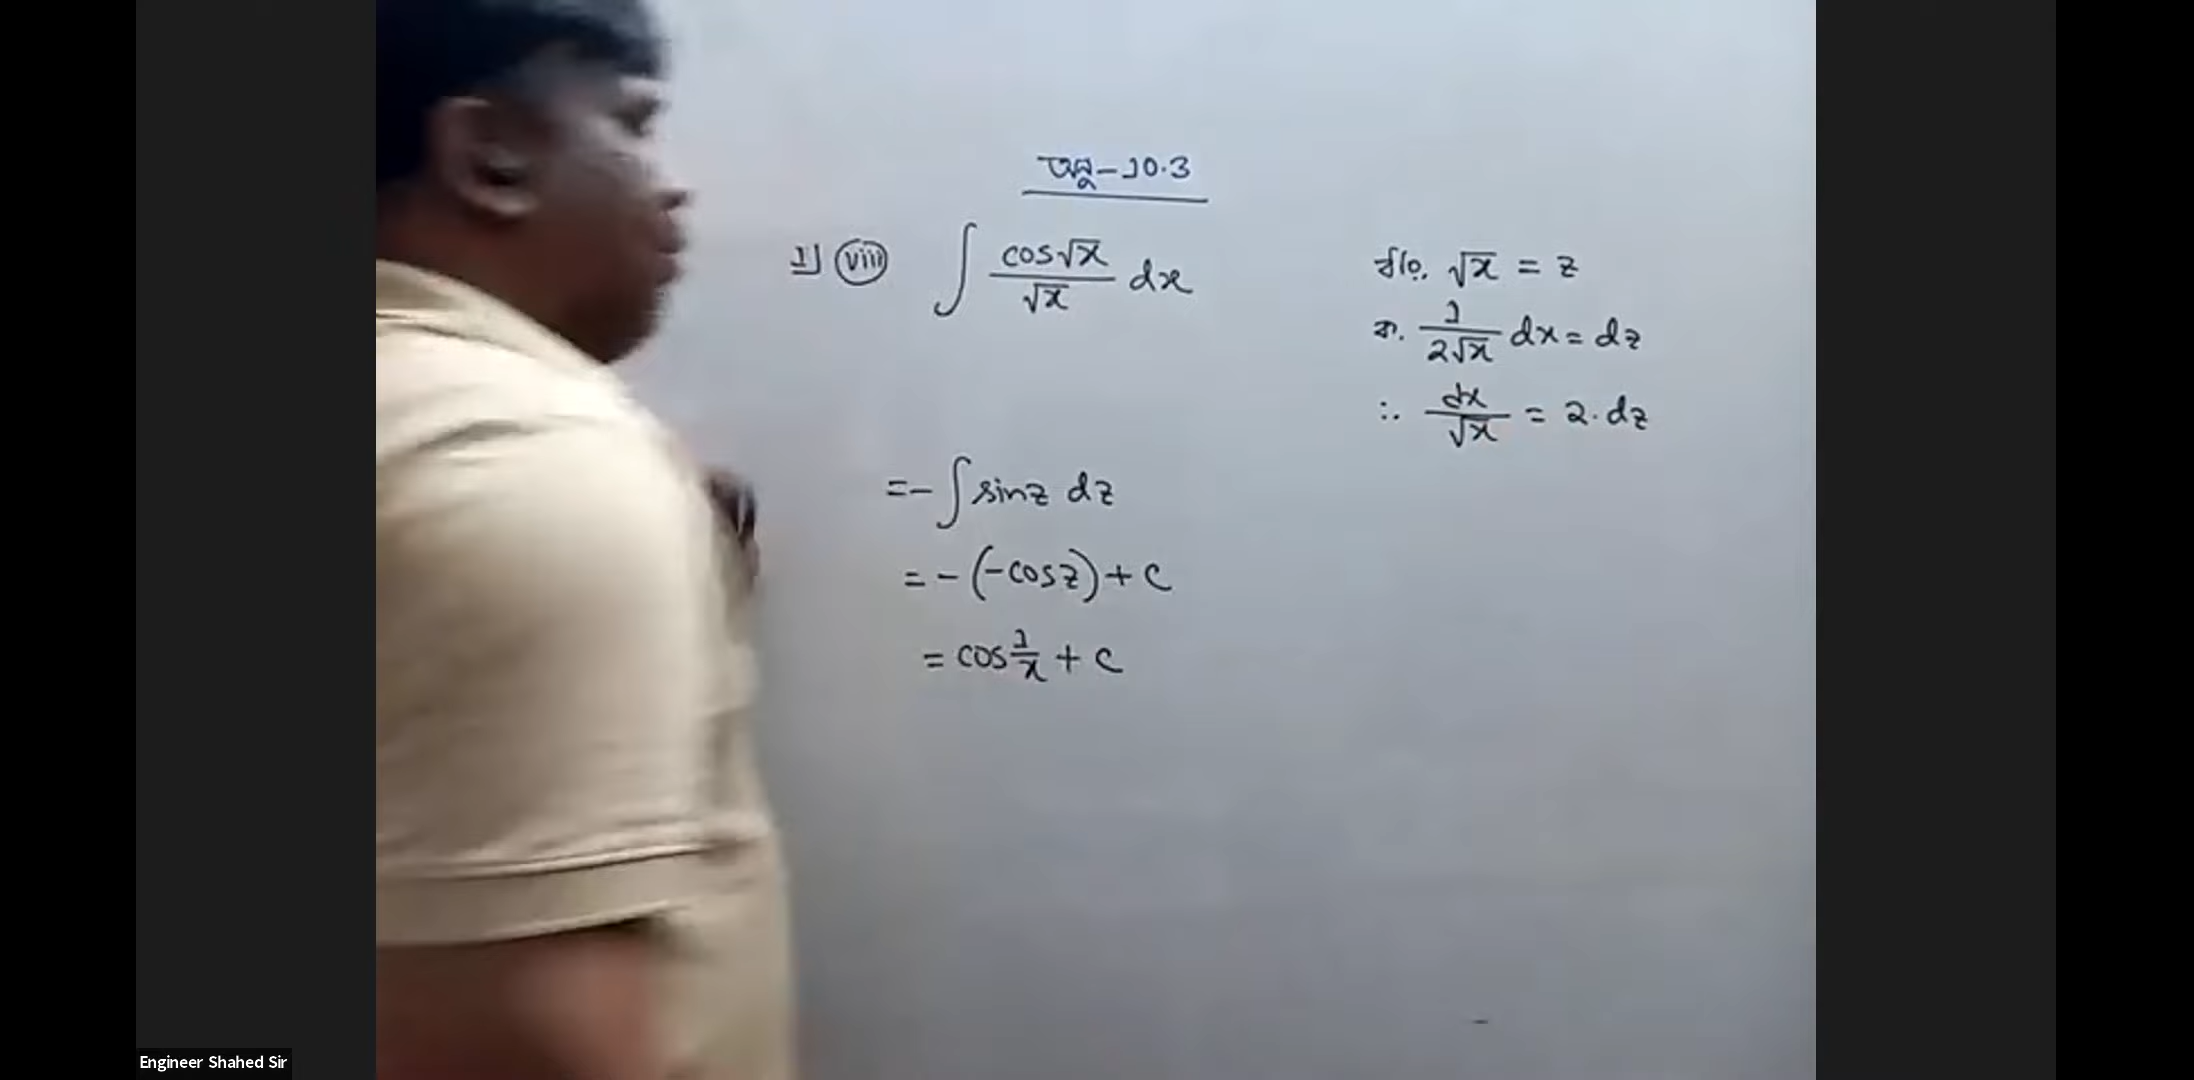 অনু-১০.3
1) (viii) ∫ cos√x / √x dx
ধরি, √x = z
বা, 1 / 2√x dx = dz
∴ dx / √x = 2. dz
= - ∫ sinz dz
= - (-cosz) + c
= cos 1/x + c
Engineer Shahed Sir